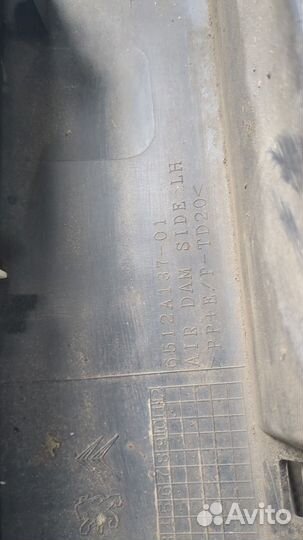 6512A137-01
AIR DAM SIDE LH
>PP+E/P-TD20<
Avito